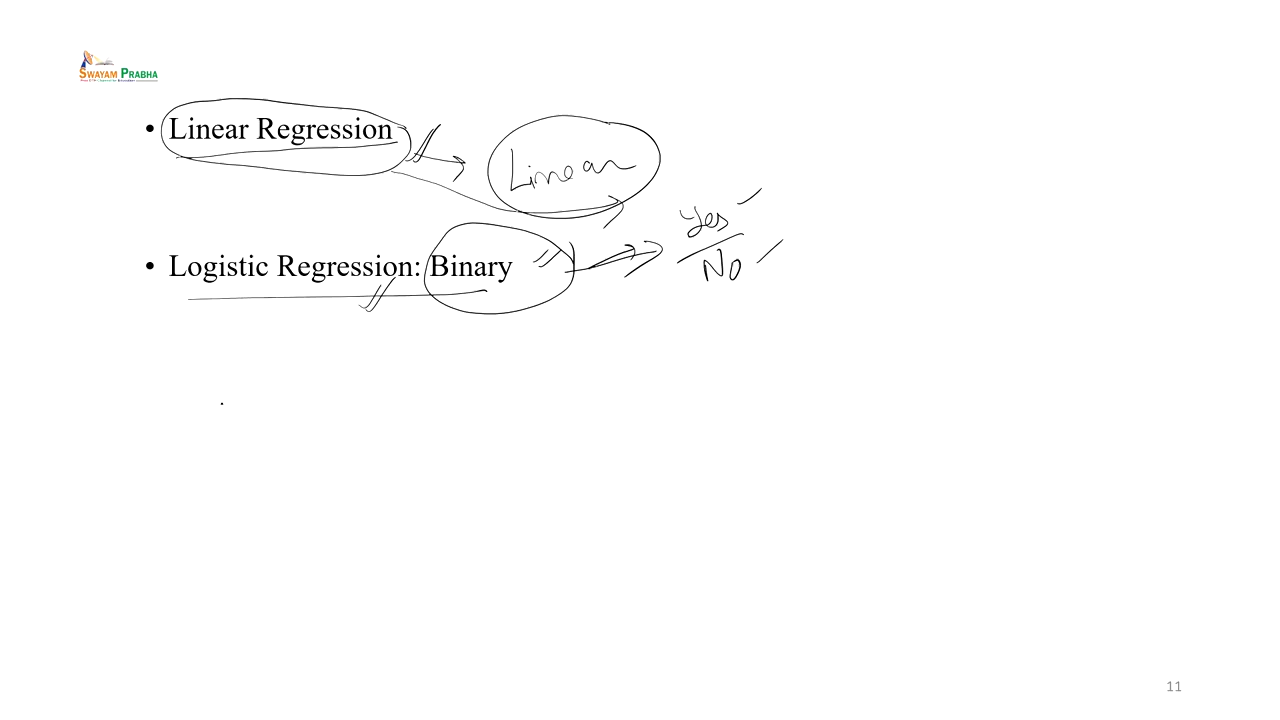 SWAYAM PRABHA
• Linear Regression
Linear
Yes
• Logistic Regression: Binary
No
11